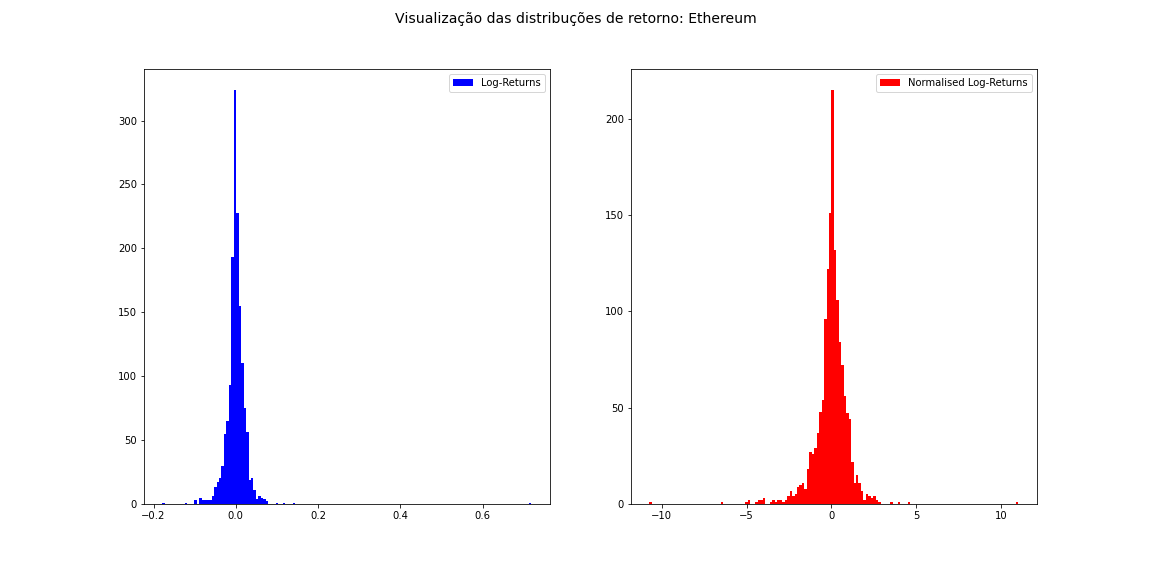 Visualização das distribuções de retorno: Ethereum
Log-Returns
300
250
200
150
100
50
0
−0.2 0.0 0.2 0.4 0.6
Normalised Log-Returns
200
150
100
50
0
−10 −5 0 5 10